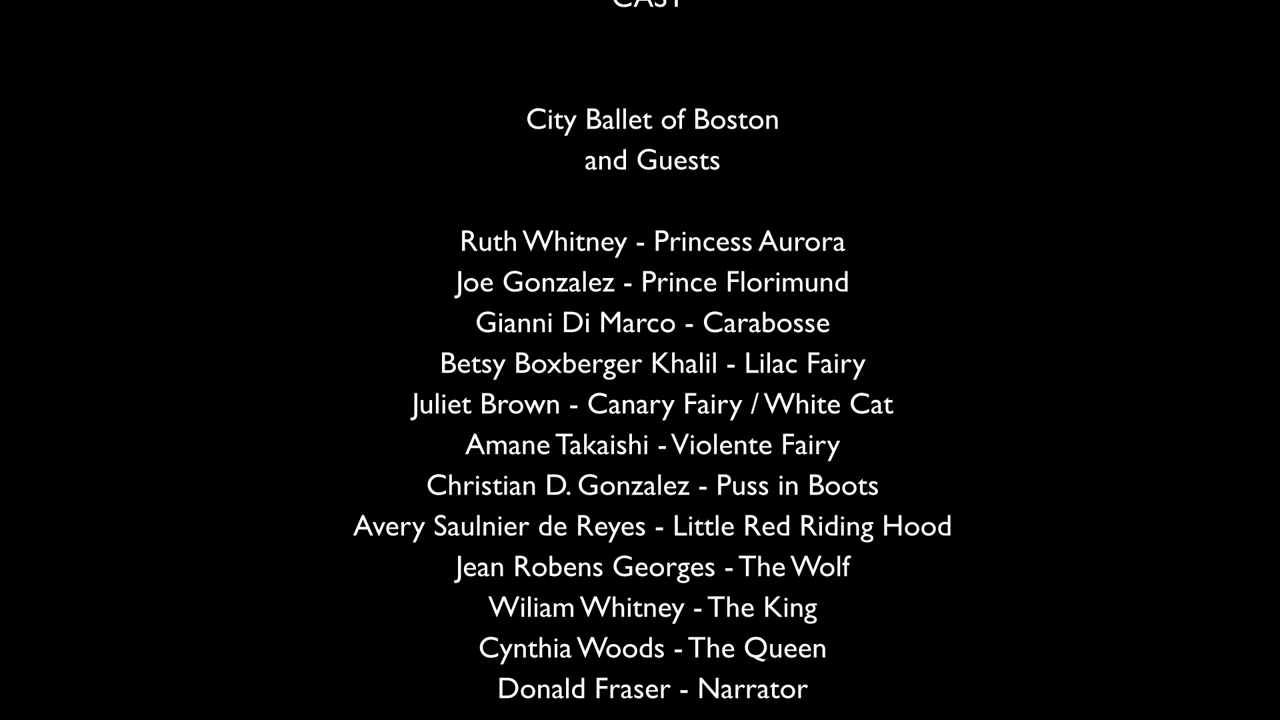 CAST
City Ballet of Boston
and Guests
Ruth Whitney - Princess Aurora
Joe Gonzalez - Prince Florimund
Gianni Di Marco - Carabosse
Betsy Boxberger Khalil - Lilac Fairy
Juliet Brown - Canary Fairy / White Cat
Amane Takaishi - Violente Fairy
Christian D. Gonzalez - Puss in Boots
Avery Saulnier de Reyes - Little Red Riding Hood
Jean Robens Georges - The Wolf
Wiliam Whitney - The King
Cynthia Woods - The Queen
Donald Fraser - Narrator